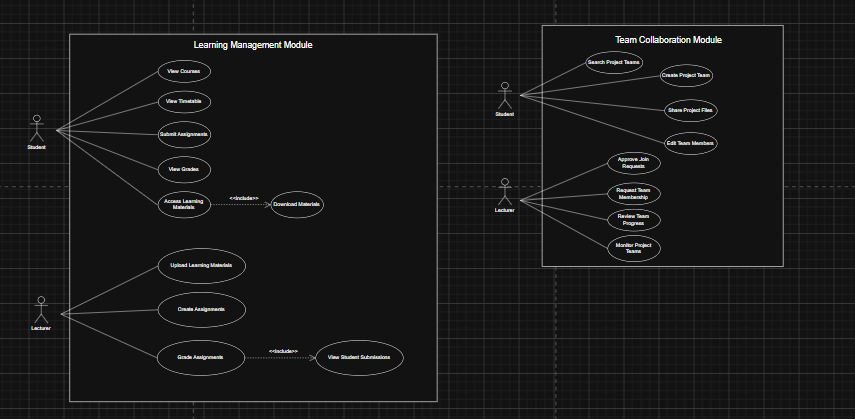 Learning Management Module
View Courses
View Timetable
Submit Assignments
View Grades
Access Learning
Materials
<<include>>
Download Materials
Student
Upload Learning Materials
Create Assignments
Grade Assignments
<<include>>
View Student Submissions
Lecturer
Team Collaboration Module
Search Project Teams
Create Project Team
Share Project Files
Edit Team Members
Student
Approve Join
Requests
Request Team
Membership
Review Team
Progress
Monitor Project
Teams
Lecturer